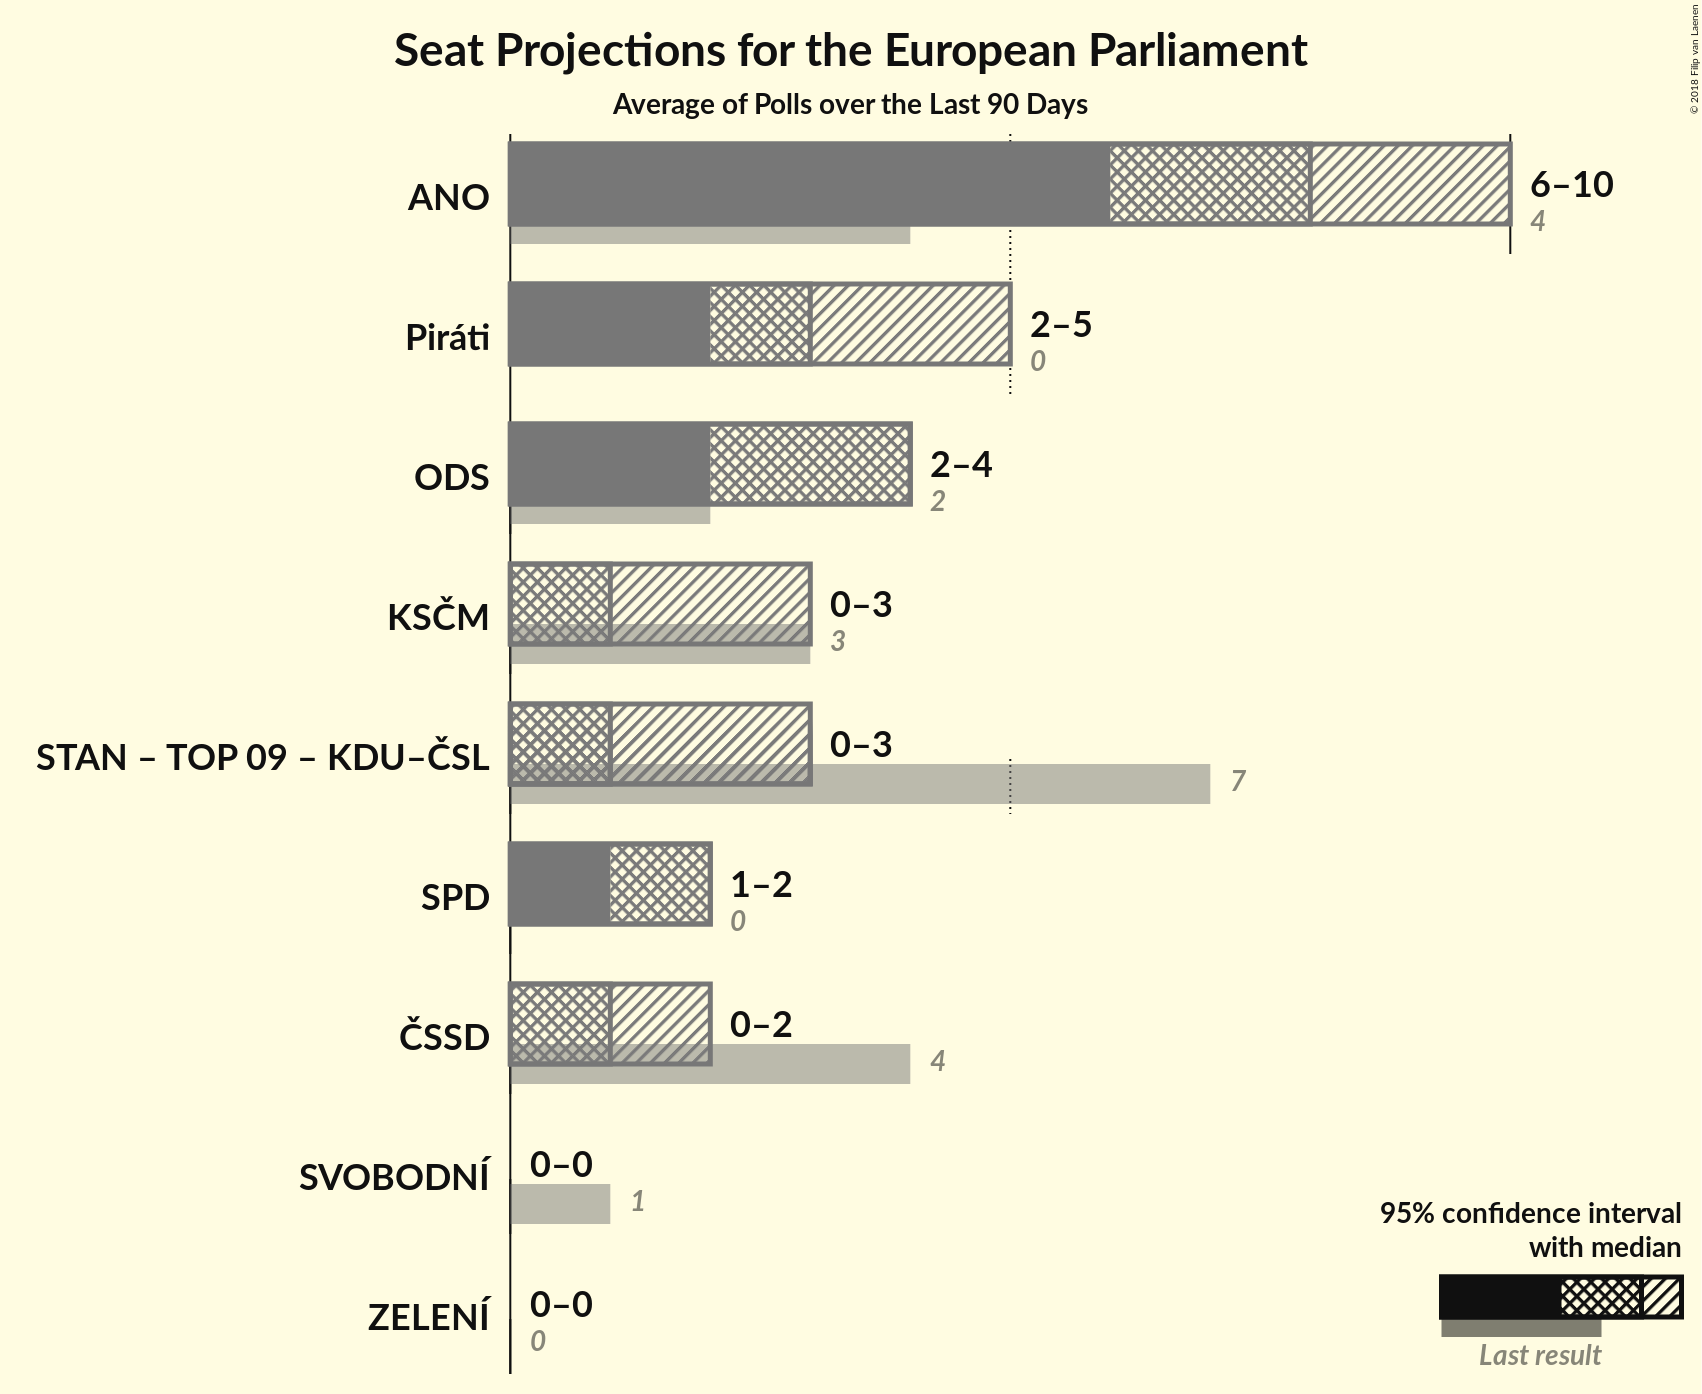 Seat Projections for the European Parliament
Average of Polls over the Last 90 Days
© 2018 Filip van Laenen
ANO
6–10
4
Piráti
2–5
0
ODS
2–4
2
KSČM
0–3
3
STAN – TOP 09 – KDU–ČSL
0–3
7
SPD
1–2
0
ČSSD
0–2
4
SVOBODNÍ
0–0
1
ZELENÍ
0–0
0
95% confidence interval
with median
Last result